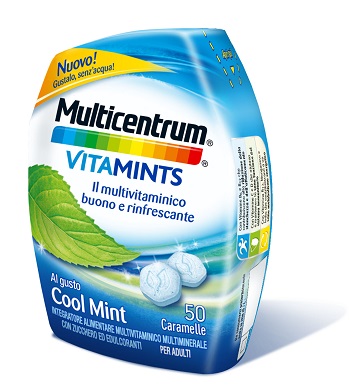 Nuovo!
Gustalo, senz'acqua!
Multicentrum®
VITAMINTS®
Il multivitaminico
buono e rinfrescante
Al gusto
Cool Mint
50
Caramelle
INTEGRATORE ALIMENTARE MULTIVITAMINICO MULTIMINERALE
CON ZUCCHERO ED EDULCORANTI
PER ADULTI